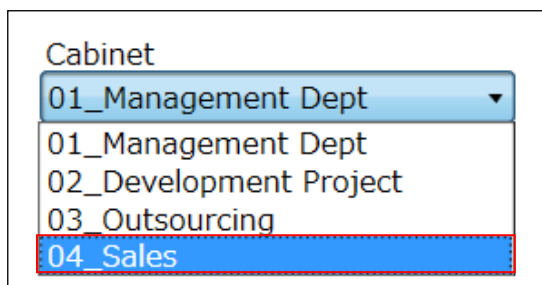 Cabinet
01_Management Dept
01_Management Dept
02_Development Project
03_Outsourcing
04_Sales